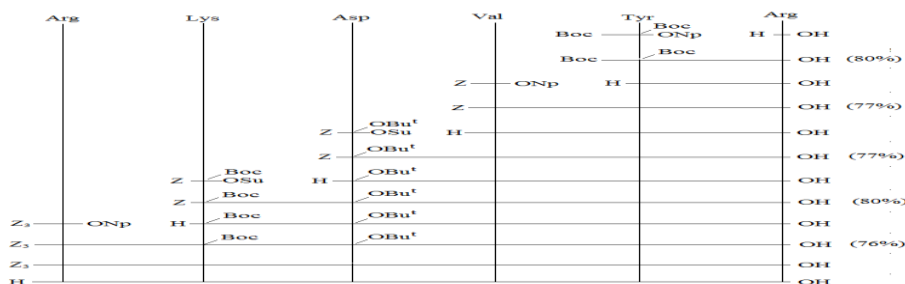 Arg Lys Asp Val Tyr Arg
Boc Boc ONp H OH
Boc Boc OH (80%)
Z ONp H OH
Z OH (77%)
Z OBuᵗ OSu H OH
Z OBuᵗ OH (77%)
Z Boc OSu H OBuᵗ OH
Z Boc OBuᵗ OH (80%)
Z₃ ONp H Boc OBuᵗ OH
Z₃ Boc OBuᵗ OH (76%)
Z₃ OH
H OH